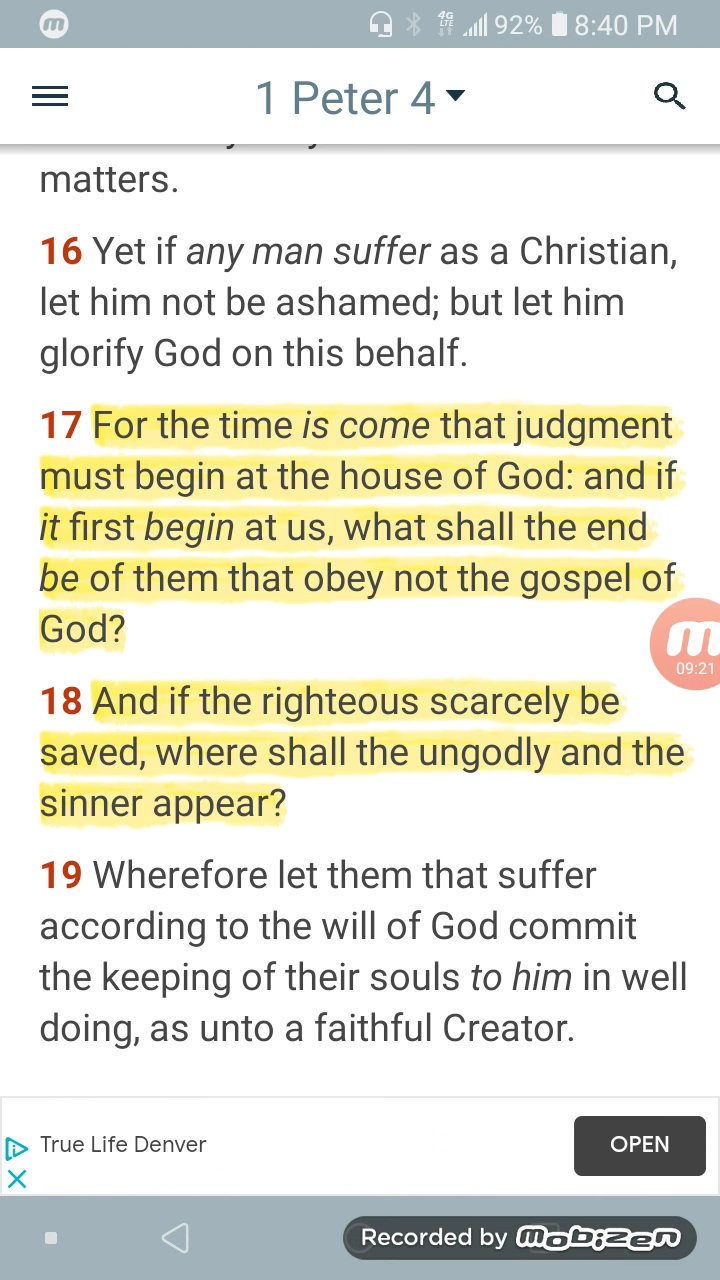 m 4G LTE 92% 8:40 PM
1 Peter 4
matters.
16 Yet if any man suffer as a Christian,
let him not be ashamed; but let him
glorify God on this behalf.
17 For the time is come that judgment
must begin at the house of God: and if
it first begin at us, what shall the end
be of them that obey not the gospel of
God?
m
09:21
18 And if the righteous scarcely be
saved, where shall the ungodly and the
sinner appear?
19 Wherefore let them that suffer
according to the will of God commit
the keeping of their souls to him in well
doing, as unto a faithful Creator.
True Life Denver
OPEN
Recorded by mobizen